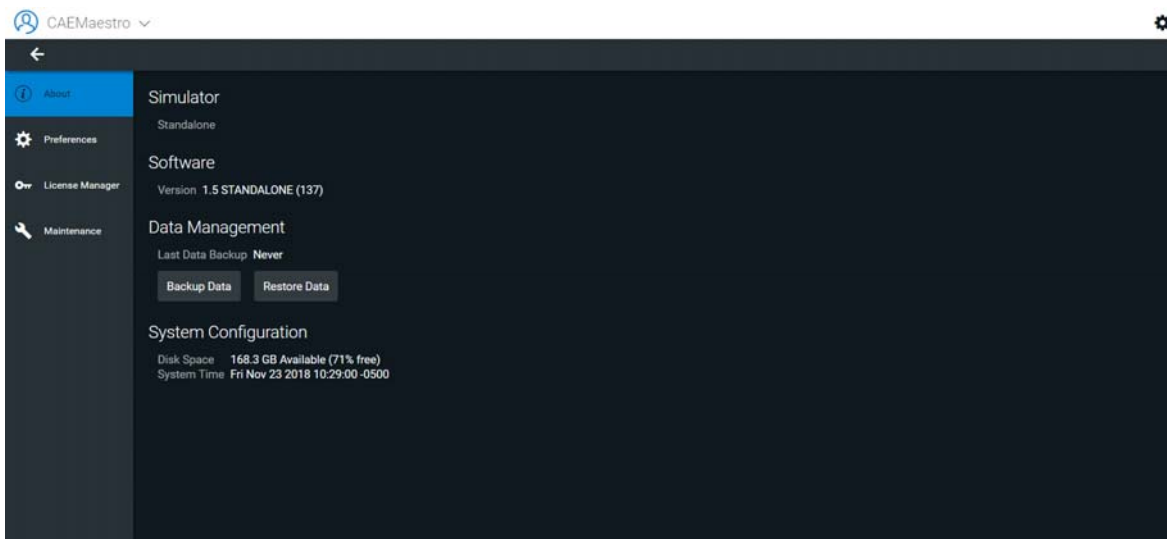 CAEMaestro
About
Preferences
License Manager
Maintenance
Simulator
Standalone
Software
Version 1.5 STANDALONE (137)
Data Management
Last Data Backup Never
Backup Data Restore Data
System Configuration
Disk Space 168.3 GB Available (71% free)
System Time Fri Nov 23 2018 10:29:00 -0500